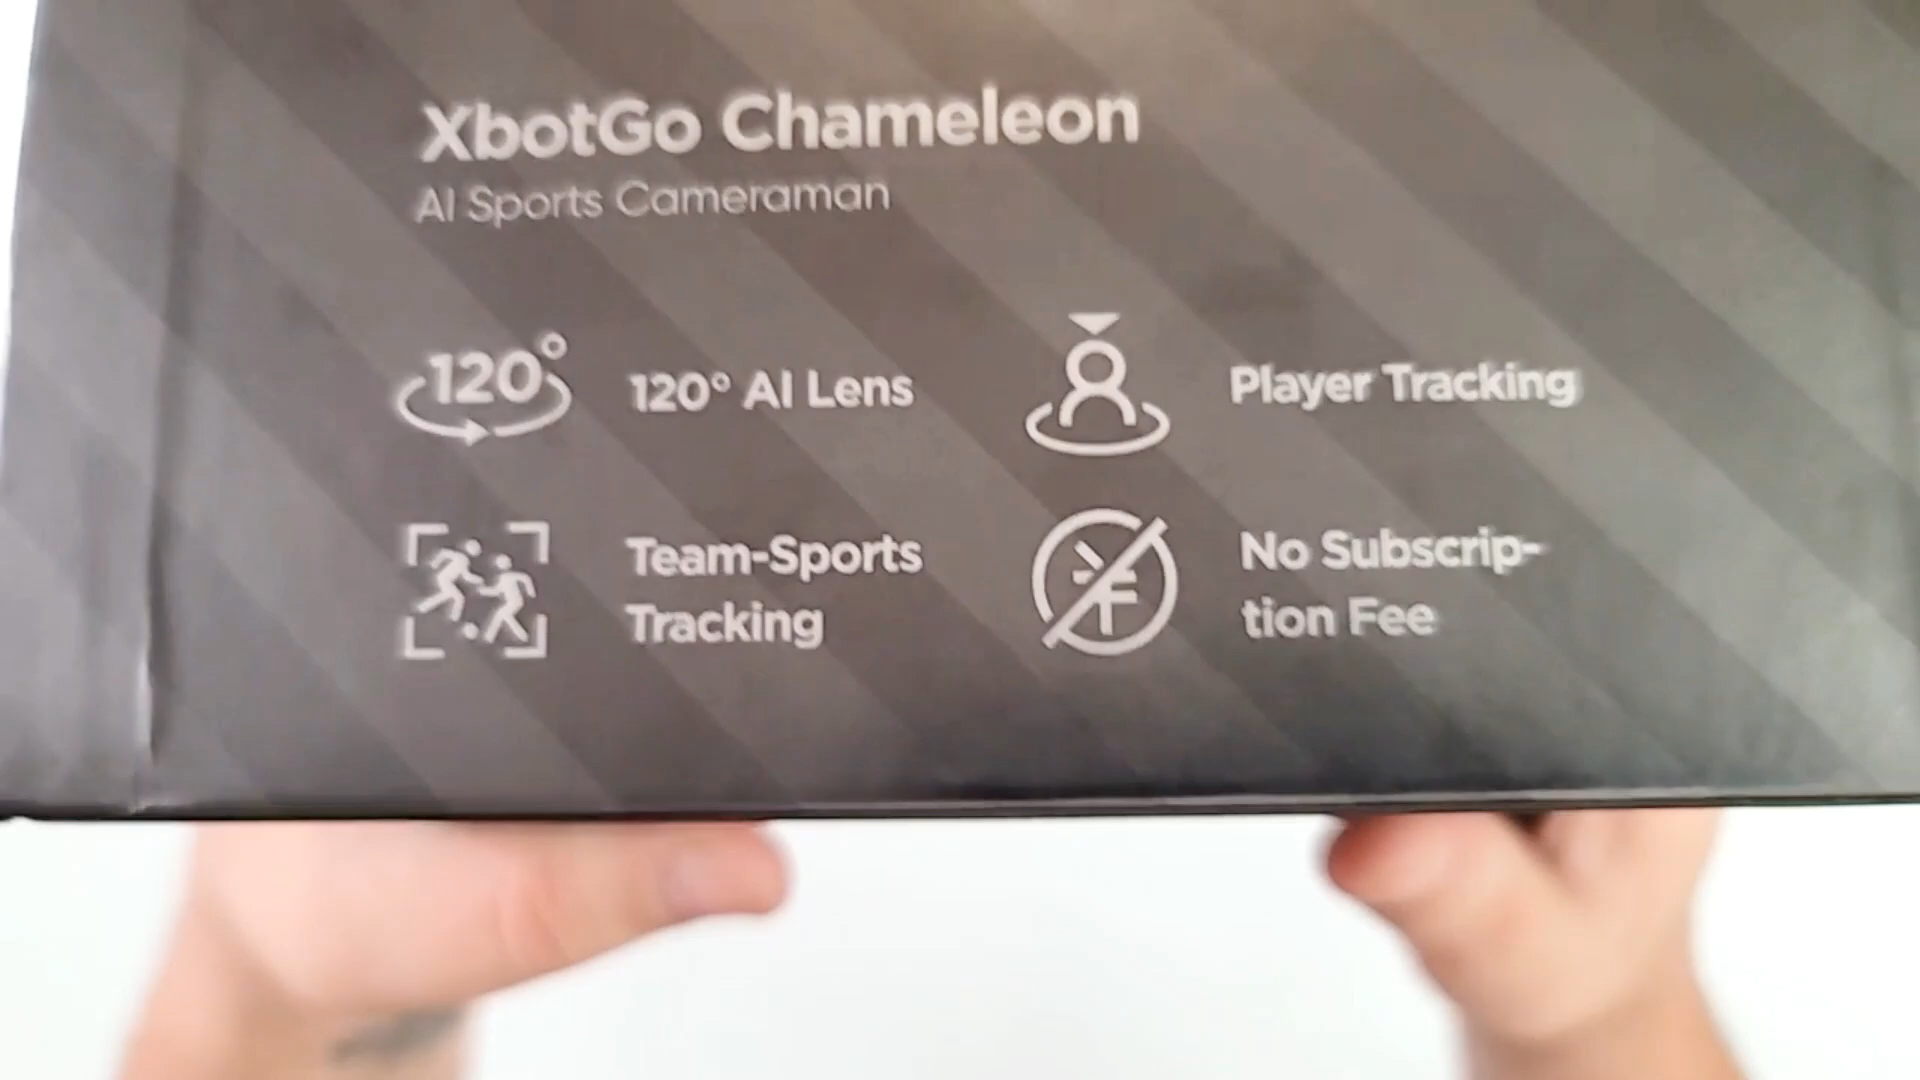 XbotGo Chameleon
AI Sports Cameraman
120°
120° AI Lens
Player Tracking
Team-Sports
Tracking
No Subscrip-
tion Fee